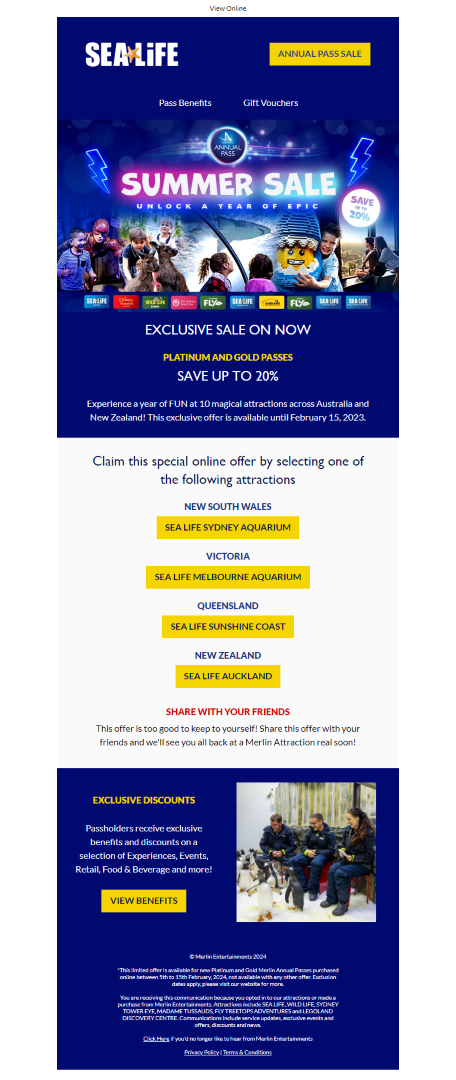 View Online
SEA LiFE
ANNUAL PASS SALE
Pass Benefits
Gift Vouchers
ANNUAL
PASS
SUMMER SALE
UNLOCK A YEAR OF EPIC
SAVE
UP TO
20%
SEA LiFE
WILD LIFE
FLY
SEA LiFE
FLY
SEA LiFE
SEA LiFE
EXCLUSIVE SALE ON NOW
PLATINUM AND GOLD PASSES
SAVE UP TO 20%
Experience a year of FUN at 10 magical attractions across Australia and
New Zealand! This exclusive offer is available until February 15, 2023.
Claim this special online offer by selecting one of
the following attractions
NEW SOUTH WALES
SEA LIFE SYDNEY AQUARIUM
VICTORIA
SEA LIFE MELBOURNE AQUARIUM
QUEENSLAND
SEA LIFE SUNSHINE COAST
NEW ZEALAND
SEA LIFE AUCKLAND
SHARE WITH YOUR FRIENDS
This offer is too good to keep to yourself! Share this offer with your
friends and we'll see you all back at a Merlin Attraction real soon!
EXCLUSIVE DISCOUNTS
Passholders receive exclusive
benefits and discounts on a
selection of Experiences, Events,
Retail, Food & Beverage and more!
VIEW BENEFITS
© Merlin Entertainments 2024
*This limited offer is available for new Platinum and Gold Merlin Annual Passes purchased
online between 5th to 15th February, 2024, not available with any other offer. Exclusion
dates apply, please visit our website for more.
You are receiving this communication because you opted in to our attractions or made a
purchase from Merlin Entertainments. Attractions include SEA LIFE, WILD LIFE, SYDNEY
TOWER EYE, MADAME TUSSAUDS, FLY TREETOPS ADVENTURES and LEGOLAND
DISCOVERY CENTRE. Communications include service updates, exclusive events and
offers, discounts and news.
Click Here if you'd no longer like to hear from Merlin Entertainments
Privacy Policy | Terms & Conditions